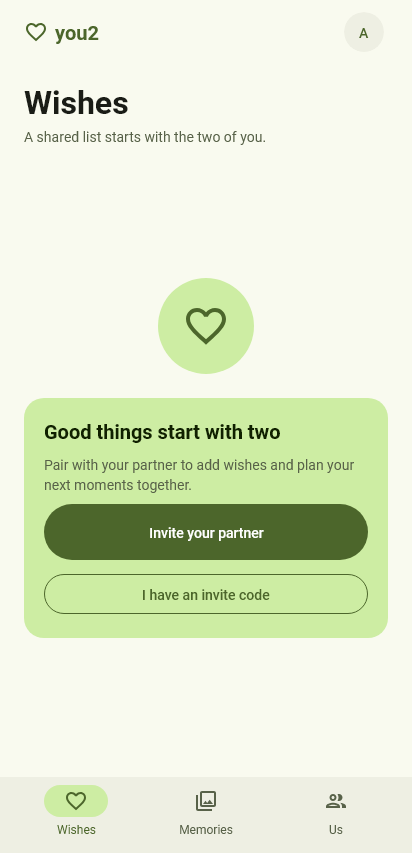 you2
A
Wishes
A shared list starts with the two of you.
Good things start with two
Pair with your partner to add wishes and plan your
next moments together.
Invite your partner
I have an invite code
Wishes
Memories
Us